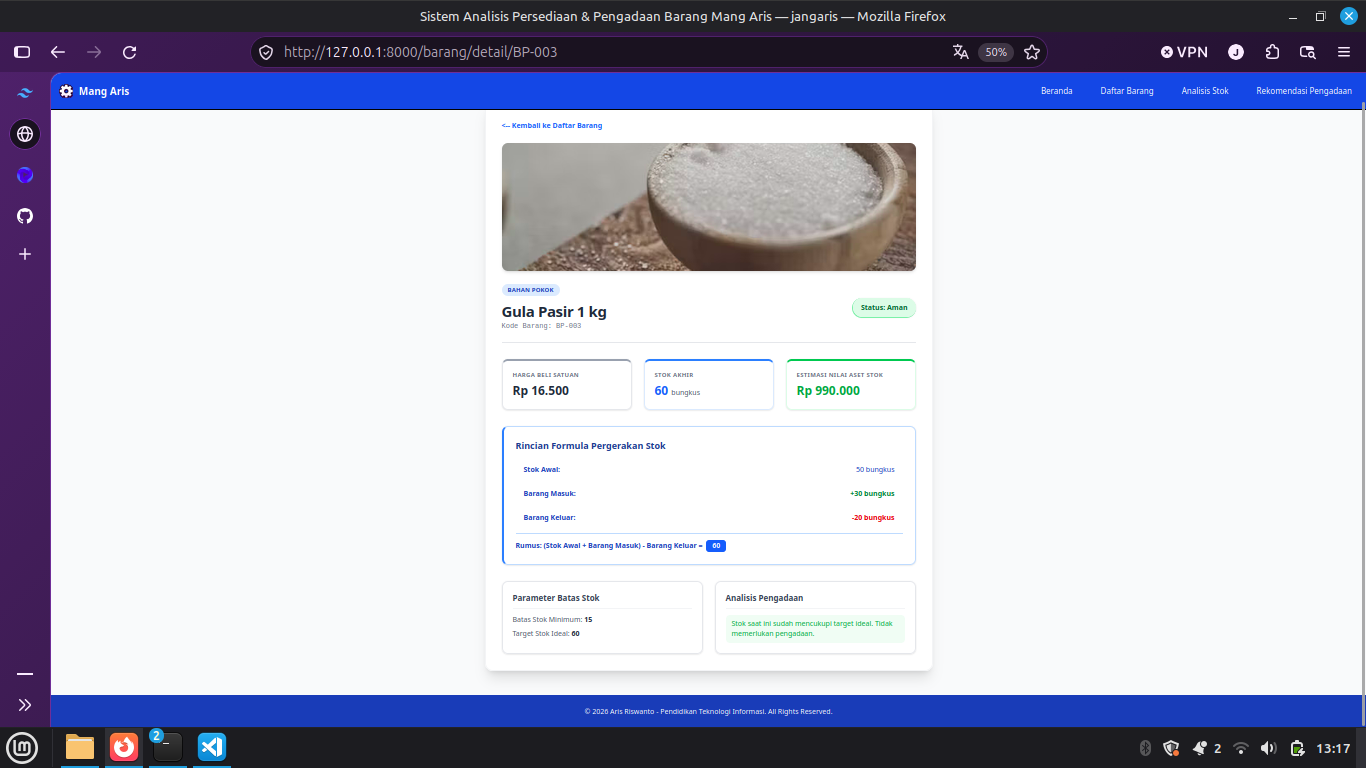 Sistem Analisis Persediaan & Pengadaan Barang Mang Aris — jangaris — Mozilla Firefox
http://127.0.0.1:8000/barang/detail/BP-003
50%
VPN
J
Mang Aris
Beranda
Daftar Barang
Analisis Stok
Rekomendasi Pengadaan
<-- Kembali ke Daftar Barang
BAHAN POKOK
Gula Pasir 1 kg
Kode Barang: BP-003
Status: Aman
HARGA BELI SATUAN
Rp 16.500
STOK AKHIR
60 bungkus
ESTIMASI NILAI ASET STOK
Rp 990.000
Rincian Formula Pergerakan Stok
Stok Awal: 50 bungkus
Barang Masuk: +30 bungkus
Barang Keluar: -20 bungkus
Rumus: (Stok Awal + Barang Masuk) - Barang Keluar = 60
Parameter Batas Stok
Batas Stok Minimum: 15
Target Stok Ideal: 60
Analisis Pengadaan
Stok saat ini sudah mencukupi target ideal. Tidak
memerlukan pengadaan.
© 2026 Aris Riswanto - Pendidikan Teknologi Informasi. All Rights Reserved.
2
2
13:17